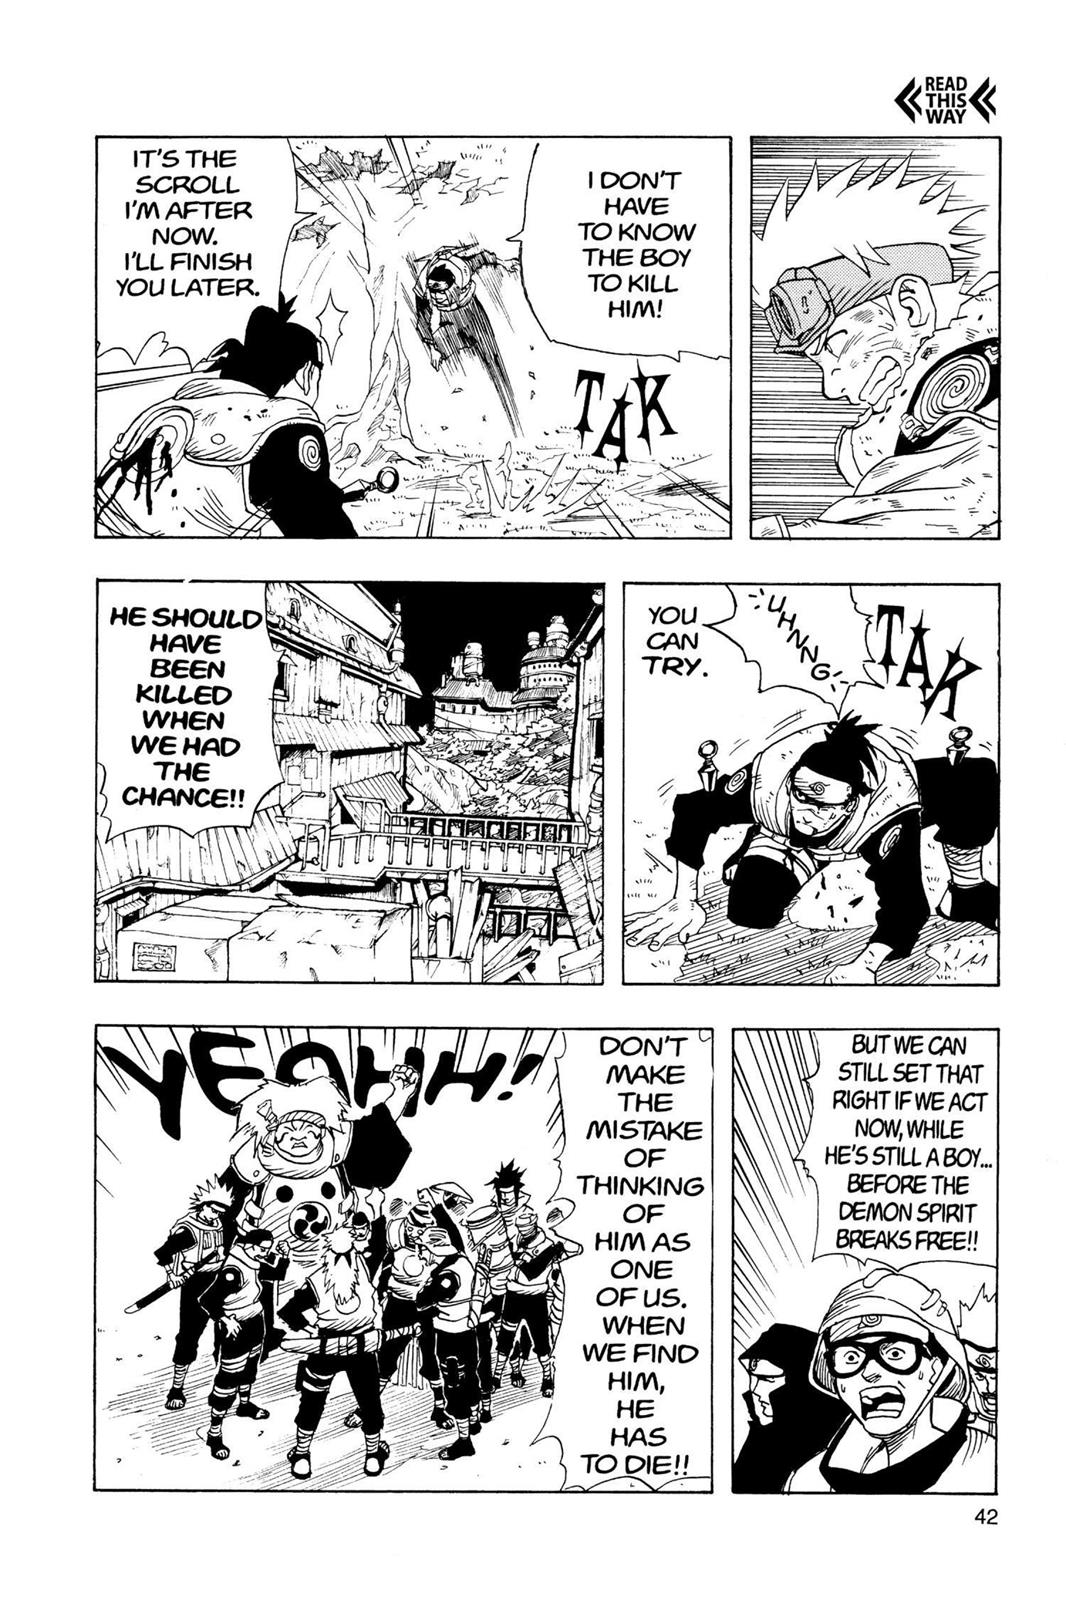 READ
THIS
WAY
I DON'T
HAVE
TO KNOW
THE BOY
TO KILL
HIM!
IT'S THE
SCROLL
I'M AFTER
NOW.
I'LL FINISH
YOU LATER.
TAK
TAK
UHNNG
YOU
CAN
TRY.
HE SHOULD
HAVE
BEEN
KILLED
WHEN
WE HAD
THE
CHANCE!!
BUT WE CAN
STILL SET THAT
RIGHT IF WE ACT
NOW, WHILE
HE'S STILL A BOY...
BEFORE THE
DEMON SPIRIT
BREAKS FREE!!
DON'T
MAKE
THE
MISTAKE
OF
THINKING
OF
HIM AS
ONE
OF US.
WHEN
WE FIND
HIM,
HE
HAS
TO DIE!!
YEAHH!
42